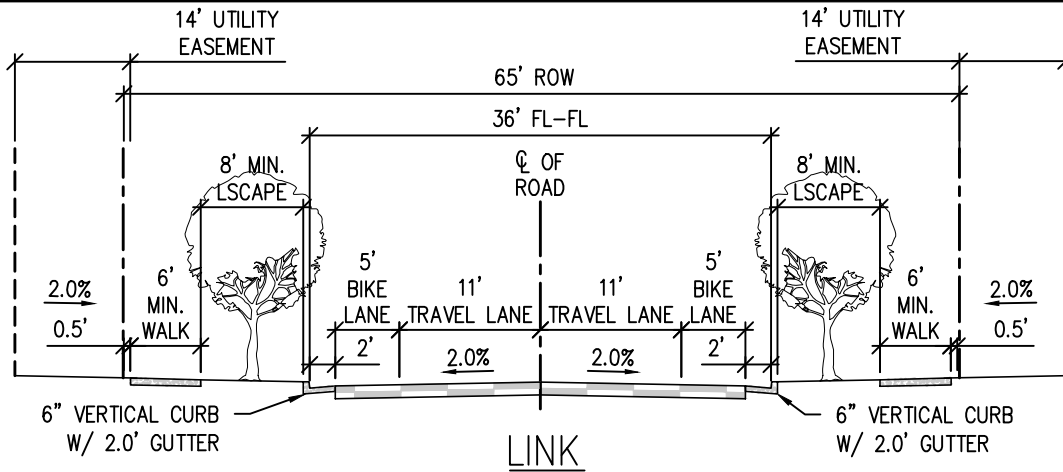 14' UTILITY
EASEMENT
14' UTILITY
EASEMENT
65' ROW
36' FL-FL
8' MIN.
LSCAPE
℄ OF
ROAD
8' MIN.
LSCAPE
2.0%
0.5'
6'
MIN.
WALK
5'
BIKE
LANE
11'
TRAVEL LANE
11'
TRAVEL LANE
5'
BIKE
LANE
6'
MIN.
WALK
2.0%
0.5'
2'
2.0%
2.0%
2'
6" VERTICAL CURB
W/ 2.0' GUTTER
6" VERTICAL CURB
W/ 2.0' GUTTER
LINK